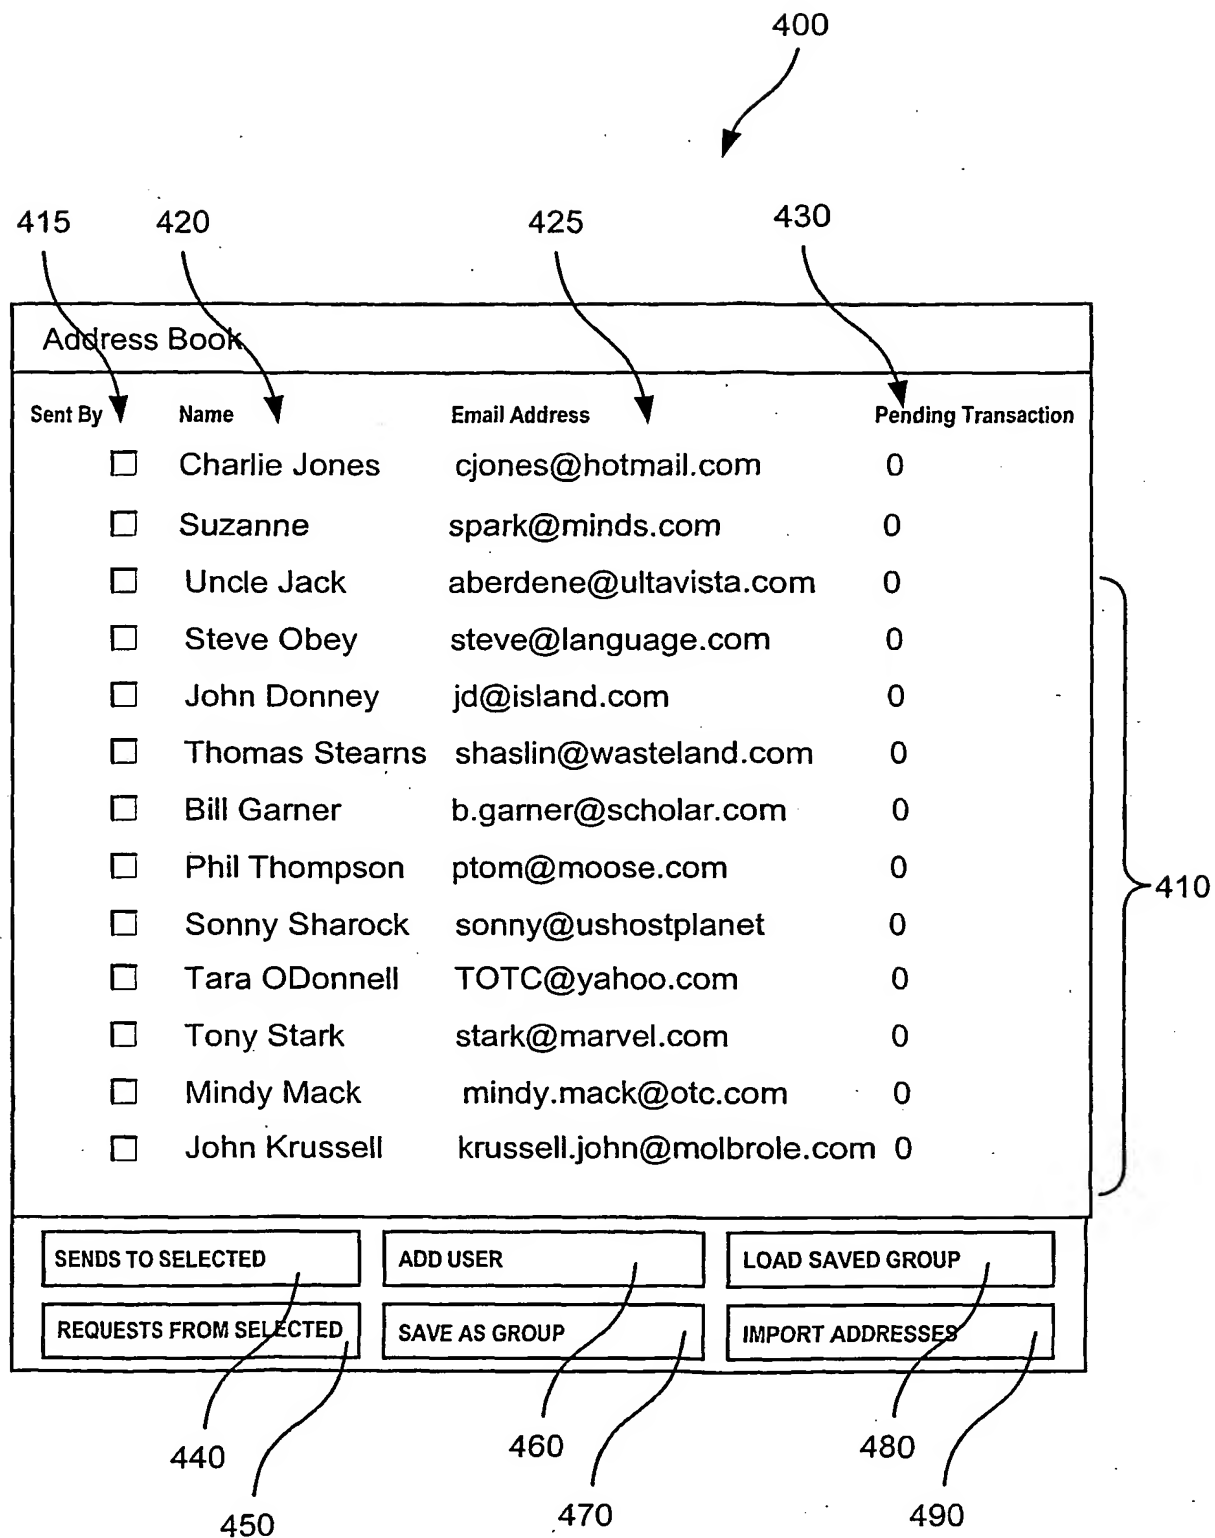 400
415 420 425 430
Address Book
Sent By Name Email Address Pending Transaction
Charlie Jones cjones@hotmail.com 0
Suzanne spark@minds.com 0
Uncle Jack aberdene@ultavista.com 0
Steve Obey steve@language.com 0
John Donney jd@island.com 0
Thomas Stearns shaslin@wasteland.com 0
Bill Garner b.garner@scholar.com 0
Phil Thompson ptom@moose.com 0
410
Sonny Sharock sonny@ushostplanet 0
Tara ODonnell TOTC@yahoo.com 0
Tony Stark stark@marvel.com 0
Mindy Mack mindy.mack@otc.com 0
John Krussell krussell.john@molbrole.com 0
SENDS TO SELECTED ADD USER LOAD SAVED GROUP
REQUESTS FROM SELECTED SAVE AS GROUP IMPORT ADDRESSES
440 460 480
450 470 490